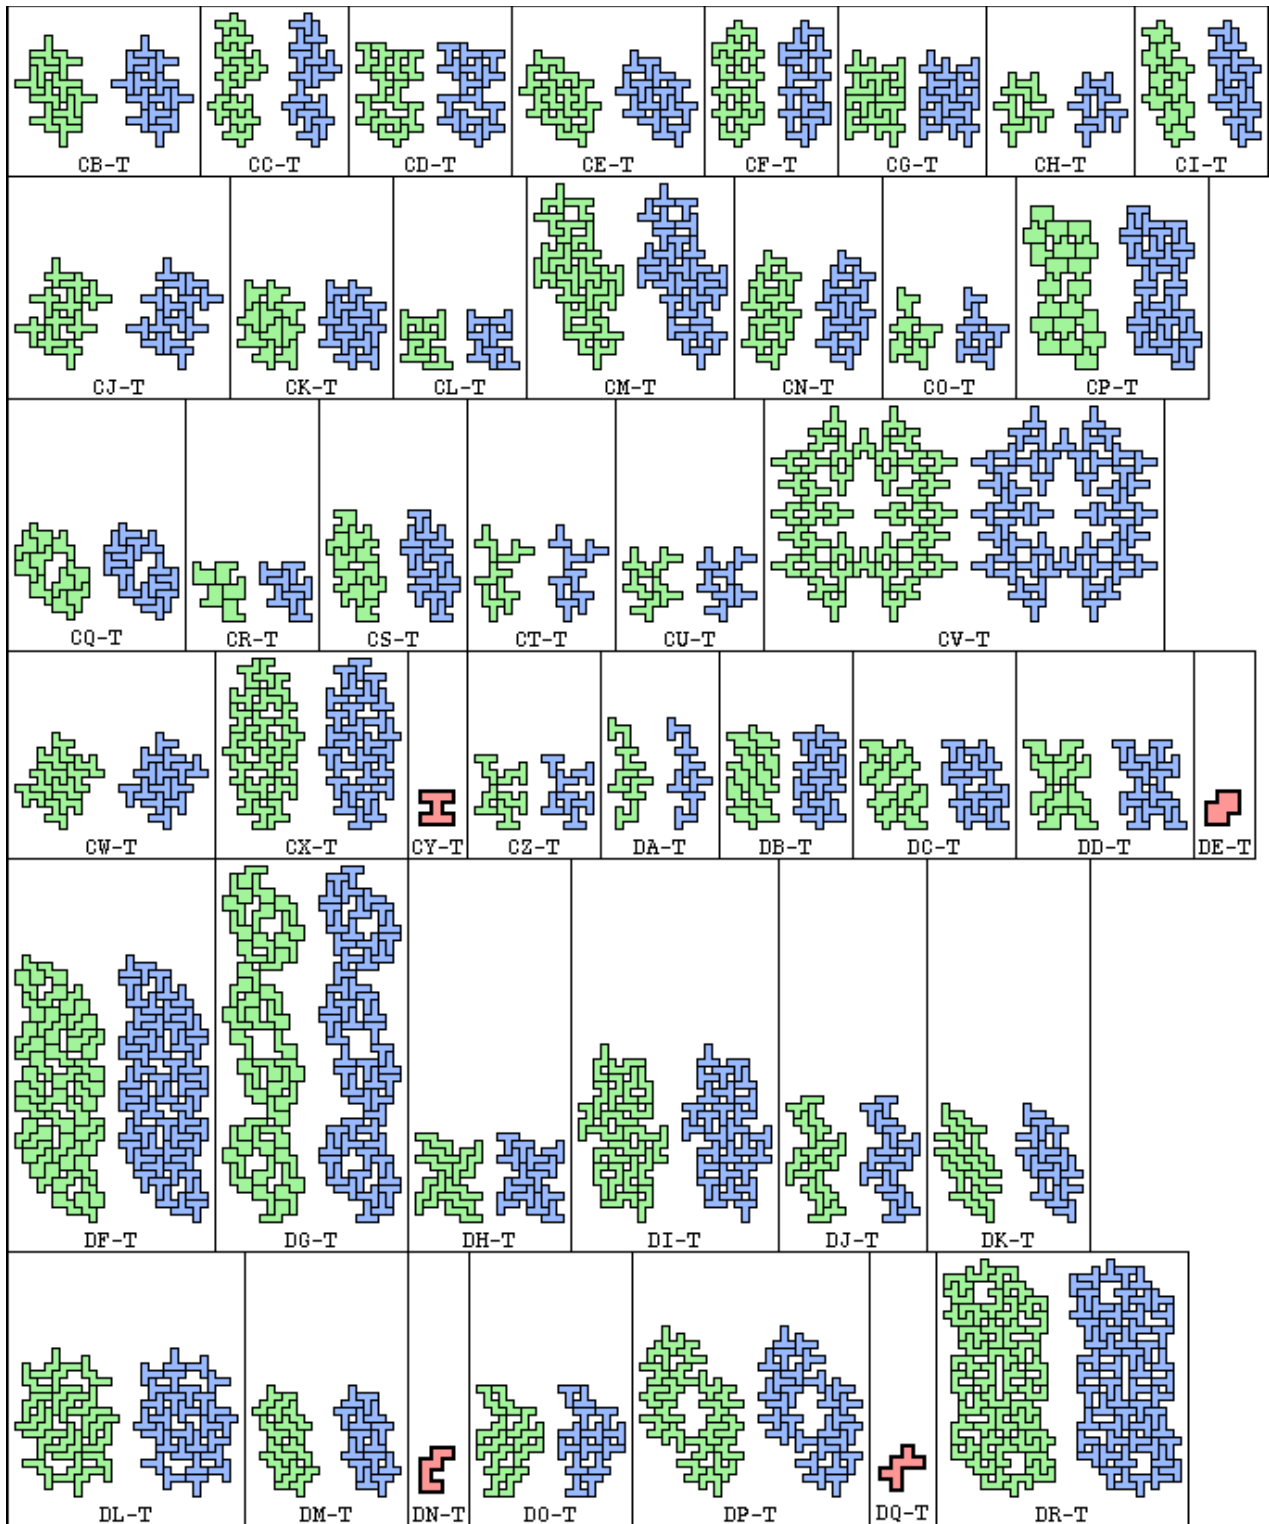 CB-T CC-T CD-T CE-T CF-T CG-T CH-T CI-T
CJ-T CK-T CL-T CM-T CN-T CO-T CP-T
CQ-T CR-T CS-T CT-T CU-T CV-T
CW-T CX-T CY-T CZ-T DA-T DB-T DC-T DD-T DE-T
DF-T DG-T DH-T DI-T DJ-T DK-T
DL-T DM-T DN-T DO-T DP-T DQ-T DR-T